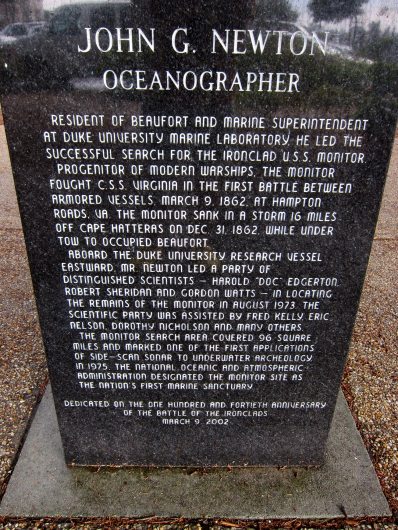 JOHN G. NEWTON
OCEANOGRAPHER
RESIDENT OF BEAUFORT AND MARINE SUPERINTENDENT
AT DUKE UNIVERSITY MARINE LABORATORY, HE LED THE
SUCCESSFUL SEARCH FOR THE IRONCLAD U.S.S. MONITOR.
PROGENITOR OF MODERN WARSHIPS, THE MONITOR
FOUGHT C.S.S. VIRGINIA IN THE FIRST BATTLE BETWEEN
ARMORED VESSELS, MARCH 9, 1862, AT HAMPTON
ROADS, VA. THE MONITOR SANK IN A STORM 16 MILES
OFF CAPE HATTERAS ON DEC. 31, 1862, WHILE UNDER
TOW TO OCCUPIED BEAUFORT.
ABOARD THE DUKE UNIVERSITY RESEARCH VESSEL
EASTWARD, MR. NEWTON LED A PARTY OF
DISTINGUISHED SCIENTISTS – HAROLD "DOC" EDGERTON,
ROBERT SHERIDAN AND GORDON WATTS – IN LOCATING
THE REMAINS OF THE MONITOR IN AUGUST 1973. THE
SCIENTIFIC PARTY WAS ASSISTED BY FRED KELLY, ERIC
NELSON, DOROTHY NICHOLSON AND MANY OTHERS.
THE MONITOR SEARCH AREA COVERED 96 SQUARE
MILES AND MARKED ONE OF THE FIRST APPLICATIONS
OF SIDE-SCAN SONAR TO UNDERWATER ARCHEOLOGY.
IN 1975, THE NATIONAL OCEANIC AND ATMOSPHERIC
ADMINISTRATION DESIGNATED THE MONITOR SITE AS
THE NATION'S FIRST MARINE SANCTUARY.
DEDICATED ON THE ONE HUNDRED AND FORTIETH ANNIVERSARY
OF THE BATTLE OF THE IRONCLADS
MARCH 9, 2002